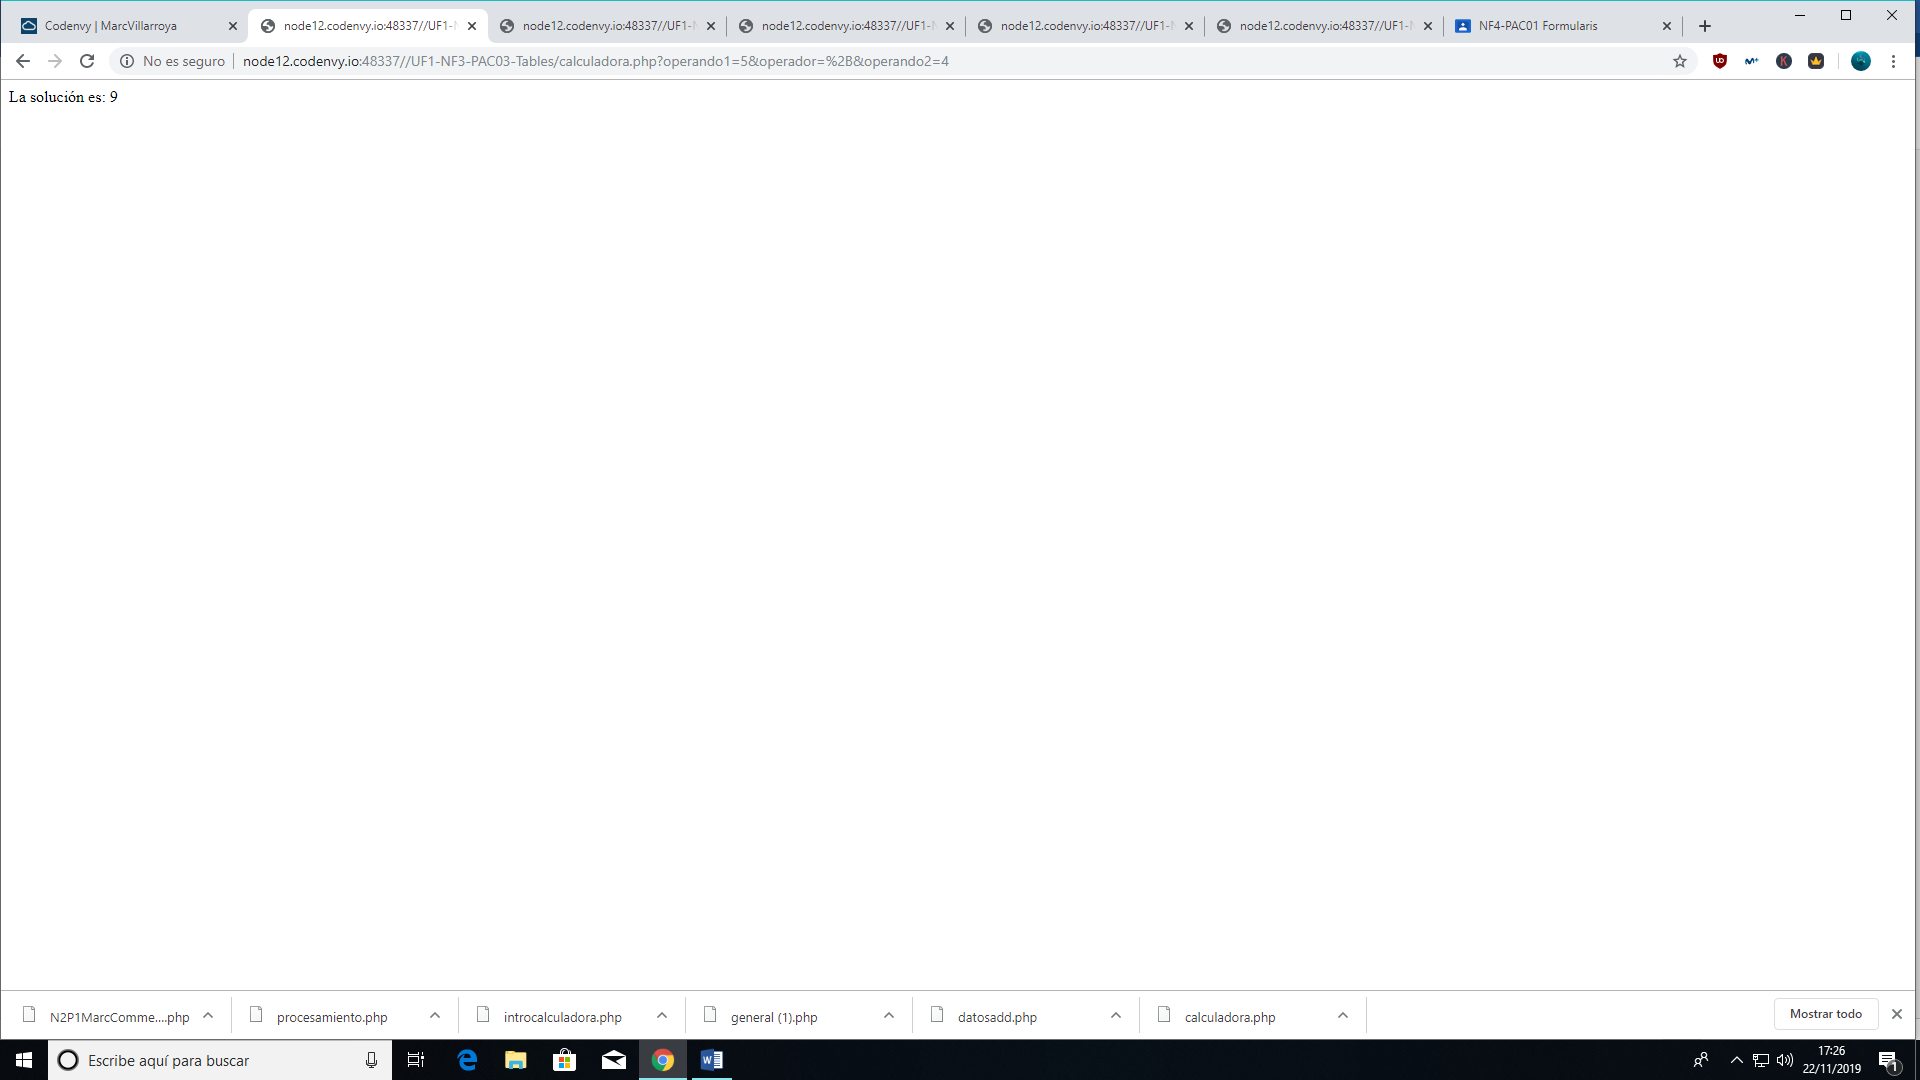 Codenvy | MarcVillarroya
node12.codenvy.io:48337//UF1-N
node12.codenvy.io:48337//UF1-N
node12.codenvy.io:48337//UF1-N
node12.codenvy.io:48337//UF1-N
node12.codenvy.io:48337//UF1-N
NF4-PAC01 Formularis
No es seguro
node12.codenvy.io:48337//UF1-NF3-PAC03-Tables/calculadora.php?operando1=5&operador=%2B&operando2=4
La solución es: 9
N2P1MarcComme....php
procesamiento.php
introcalculadora.php
general (1).php
datosadd.php
calculadora.php
Mostrar todo
Escribe aquí para buscar
17:26
22/11/2019
1